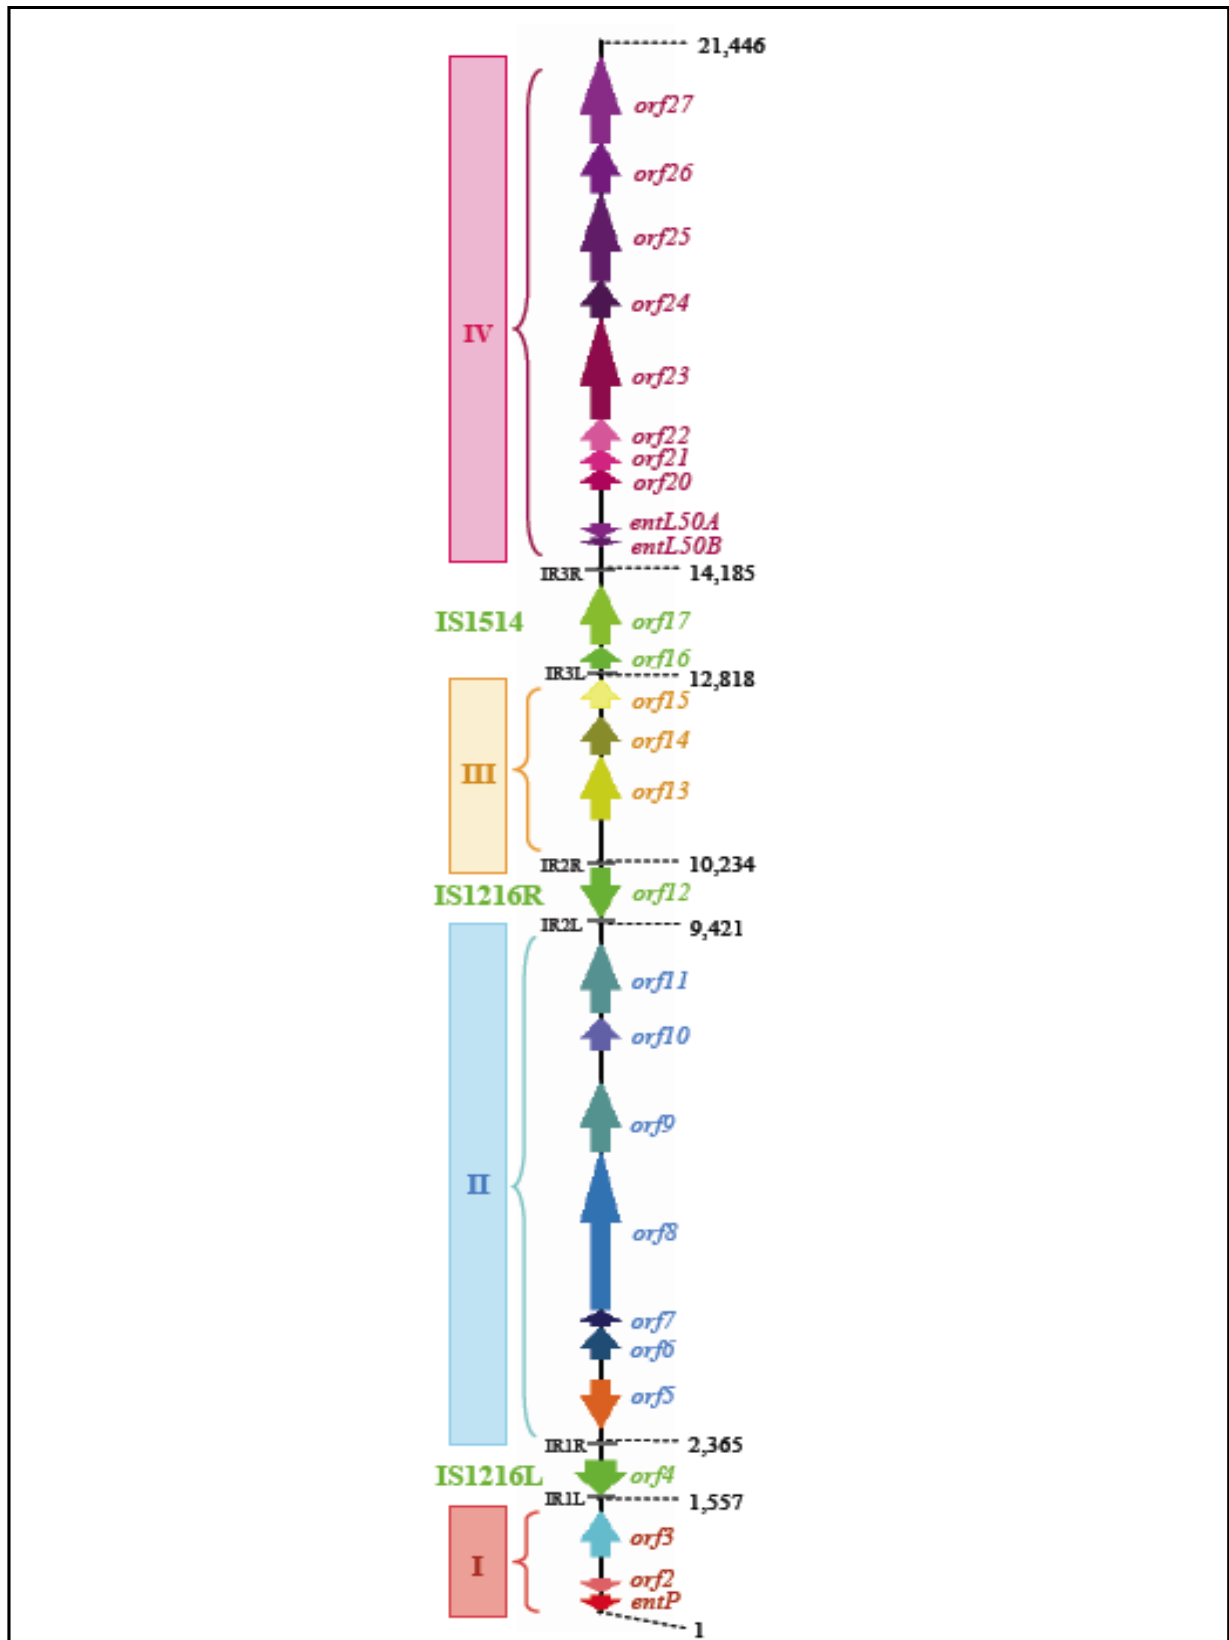 21,446
orf27
orf26
orf25
orf24
IV
orf23
orf22
orf21
orf20
entL50A
entL50B
IR3R
14,185
IS1514
orf17
orf16
IR3L
12,818
orf15
orf14
III
orf13
IR2R
10,234
IS1216R
orf12
IR2L
9,421
orf11
orf10
orf9
II
orf8
orf7
orf6
orf5
IR1R
2,365
IS1216L
orf4
IR1L
1,557
orf3
I
orf2
entP
1